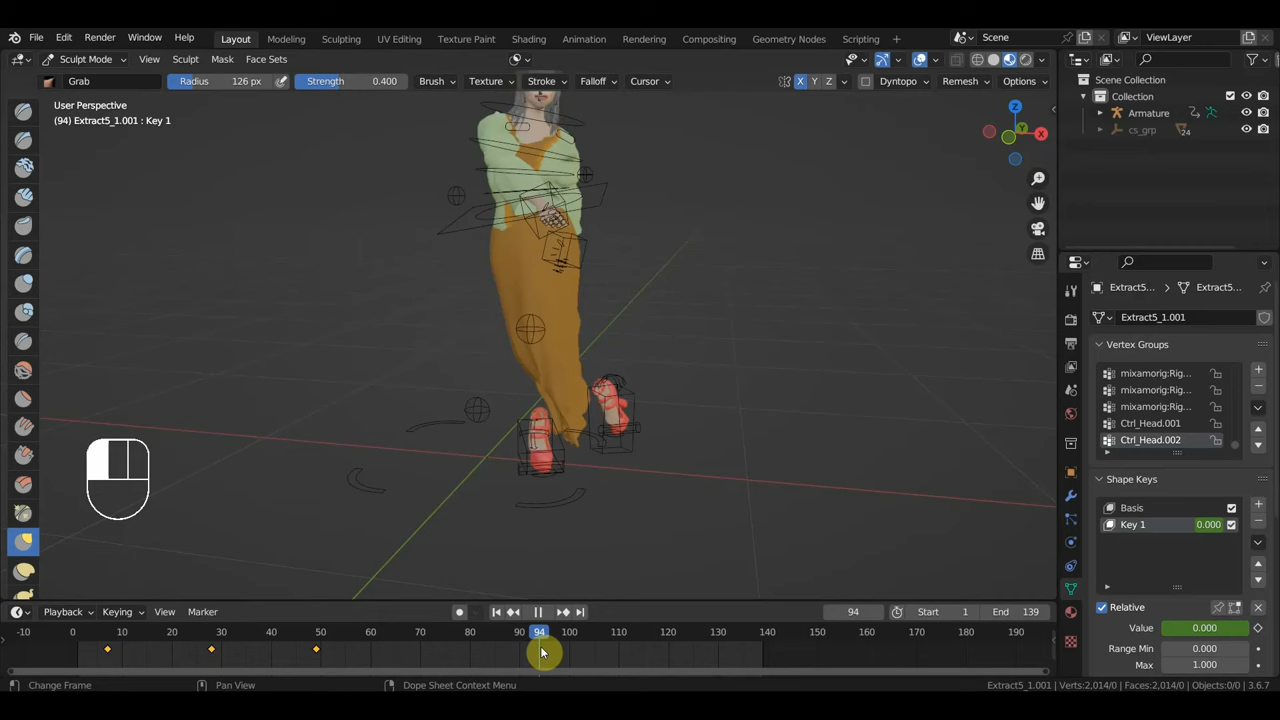 File Edit Render Window Help Layout Modeling Sculpting UV Editing Texture Paint Shading Animation Rendering Compositing Geometry Nodes Scripting Scene ViewLayer
Sculpt Mode View Sculpt Mask Face Sets
Grab Radius 126 px Strength 0.400 Brush Texture Stroke Falloff Cursor X Y Z Dyntopo Remesh Options
User Perspective
(94) Extract5_1.001 : Key 1
Z
X
Y
Scene Collection
Collection
Armature
cs_grp 24
Extract5... Extract5...
Extract5_1.001
Vertex Groups
mixamorig:Rig...
mixamorig:Rig...
mixamorig:Rig...
Ctrl_Head.001
Ctrl_Head.002
Shape Keys
Basis
Key 1 0.000
Relative
Value 0.000
Range Min 0.000
Max 1.000
Playback Keying View Marker 94 Start 1 End 139
-10 0 10 20 30 40 50 60 70 80 90 94 100 110 120 130 140 150 160 170 180 190
Change Frame Pan View Dope Sheet Context Menu Extract5_1.001 | Verts:2,014/0 | Faces:2,014/0 | Objects:0/0 | 3.6.7